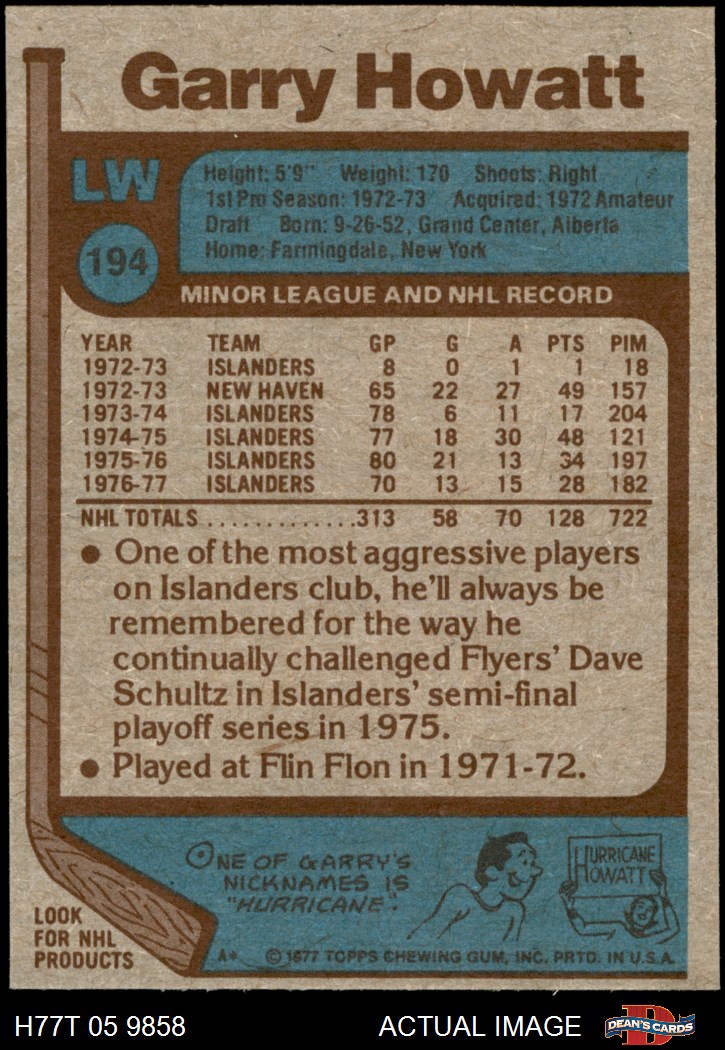 Garry Howatt
LW
194
Height: 5'9" Weight: 170 Shoots: Right
1st Pro Season: 1972-73 Acquired: 1972 Amateur
Draft Born: 9-26-52, Grand Center, Alberta
Home: Farmingdale, New York
MINOR LEAGUE AND NHL RECORD
YEAR TEAM GP G A PTS PIM
1972-73 ISLANDERS 8 0 1 1 18
1972-73 NEW HAVEN 65 22 27 49 157
1973-74 ISLANDERS 78 6 11 17 204
1974-75 ISLANDERS 77 18 30 48 121
1975-76 ISLANDERS 80 21 13 34 197
1976-77 ISLANDERS 70 13 15 28 182
NHL TOTALS.............313 58 70 128 722
● One of the most aggressive players
on Islanders club, he'll always be
remembered for the way he
continually challenged Flyers' Dave
Schultz in Islanders' semi-final
playoff series in 1975.
● Played at Flin Flon in 1971-72.
ONE OF GARRY'S
NICKNAMES IS
"HURRICANE".
HURRICANE
HOWATT
LOOK
FOR NHL
PRODUCTS
A* © 1977 TOPPS CHEWING GUM, INC. PRTD. IN U.S.A.
H77T 05 9858 ACTUAL IMAGE
D
DEAN'S CARDS